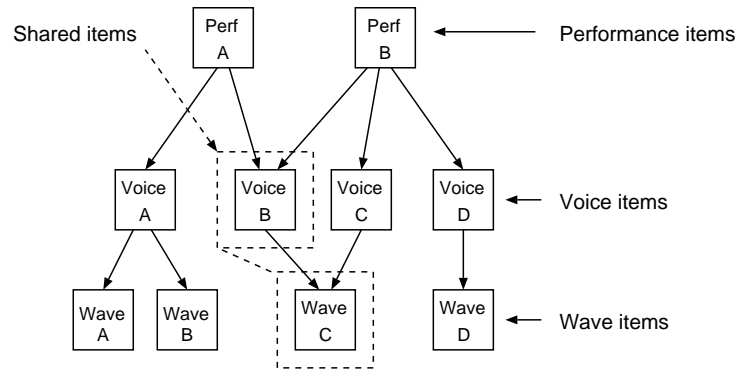 Shared items
Perf
A
Perf
B
Performance items
Voice
A
Voice
B
Voice
C
Voice
D
Voice items
Wave
A
Wave
B
Wave
C
Wave
D
Wave items